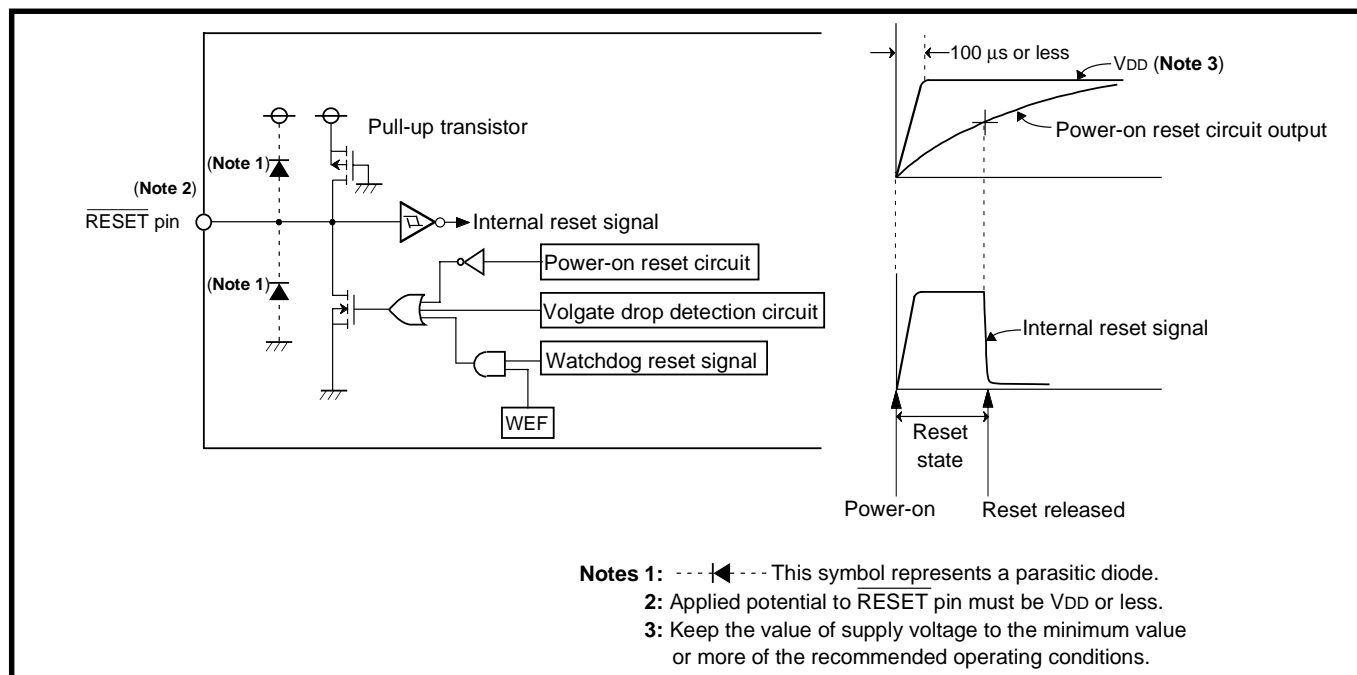 100 μs or less
VDD (Note 3)
Pull-up transistor
Power-on reset circuit output
(Note 1)
(Note 2)
RESET pin
Internal reset signal
Power-on reset circuit
(Note 1)
Volgate drop detection circuit
Internal reset signal
Watchdog reset signal
WEF
Reset
state
Power-on
Reset released
Notes 1: This symbol represents a parasitic diode.
2: Applied potential to RESET pin must be VDD or less.
3: Keep the value of supply voltage to the minimum value
or more of the recommended operating conditions.